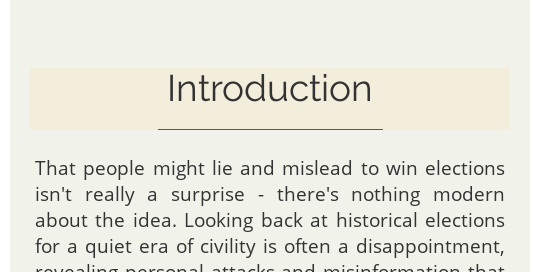 Introduction
That people might lie and mislead to win elections
isn't really a surprise - there's nothing modern
about the idea. Looking back at historical elections
for a quiet era of civility is often a disappointment,
revealing personal attacks and misinformation that